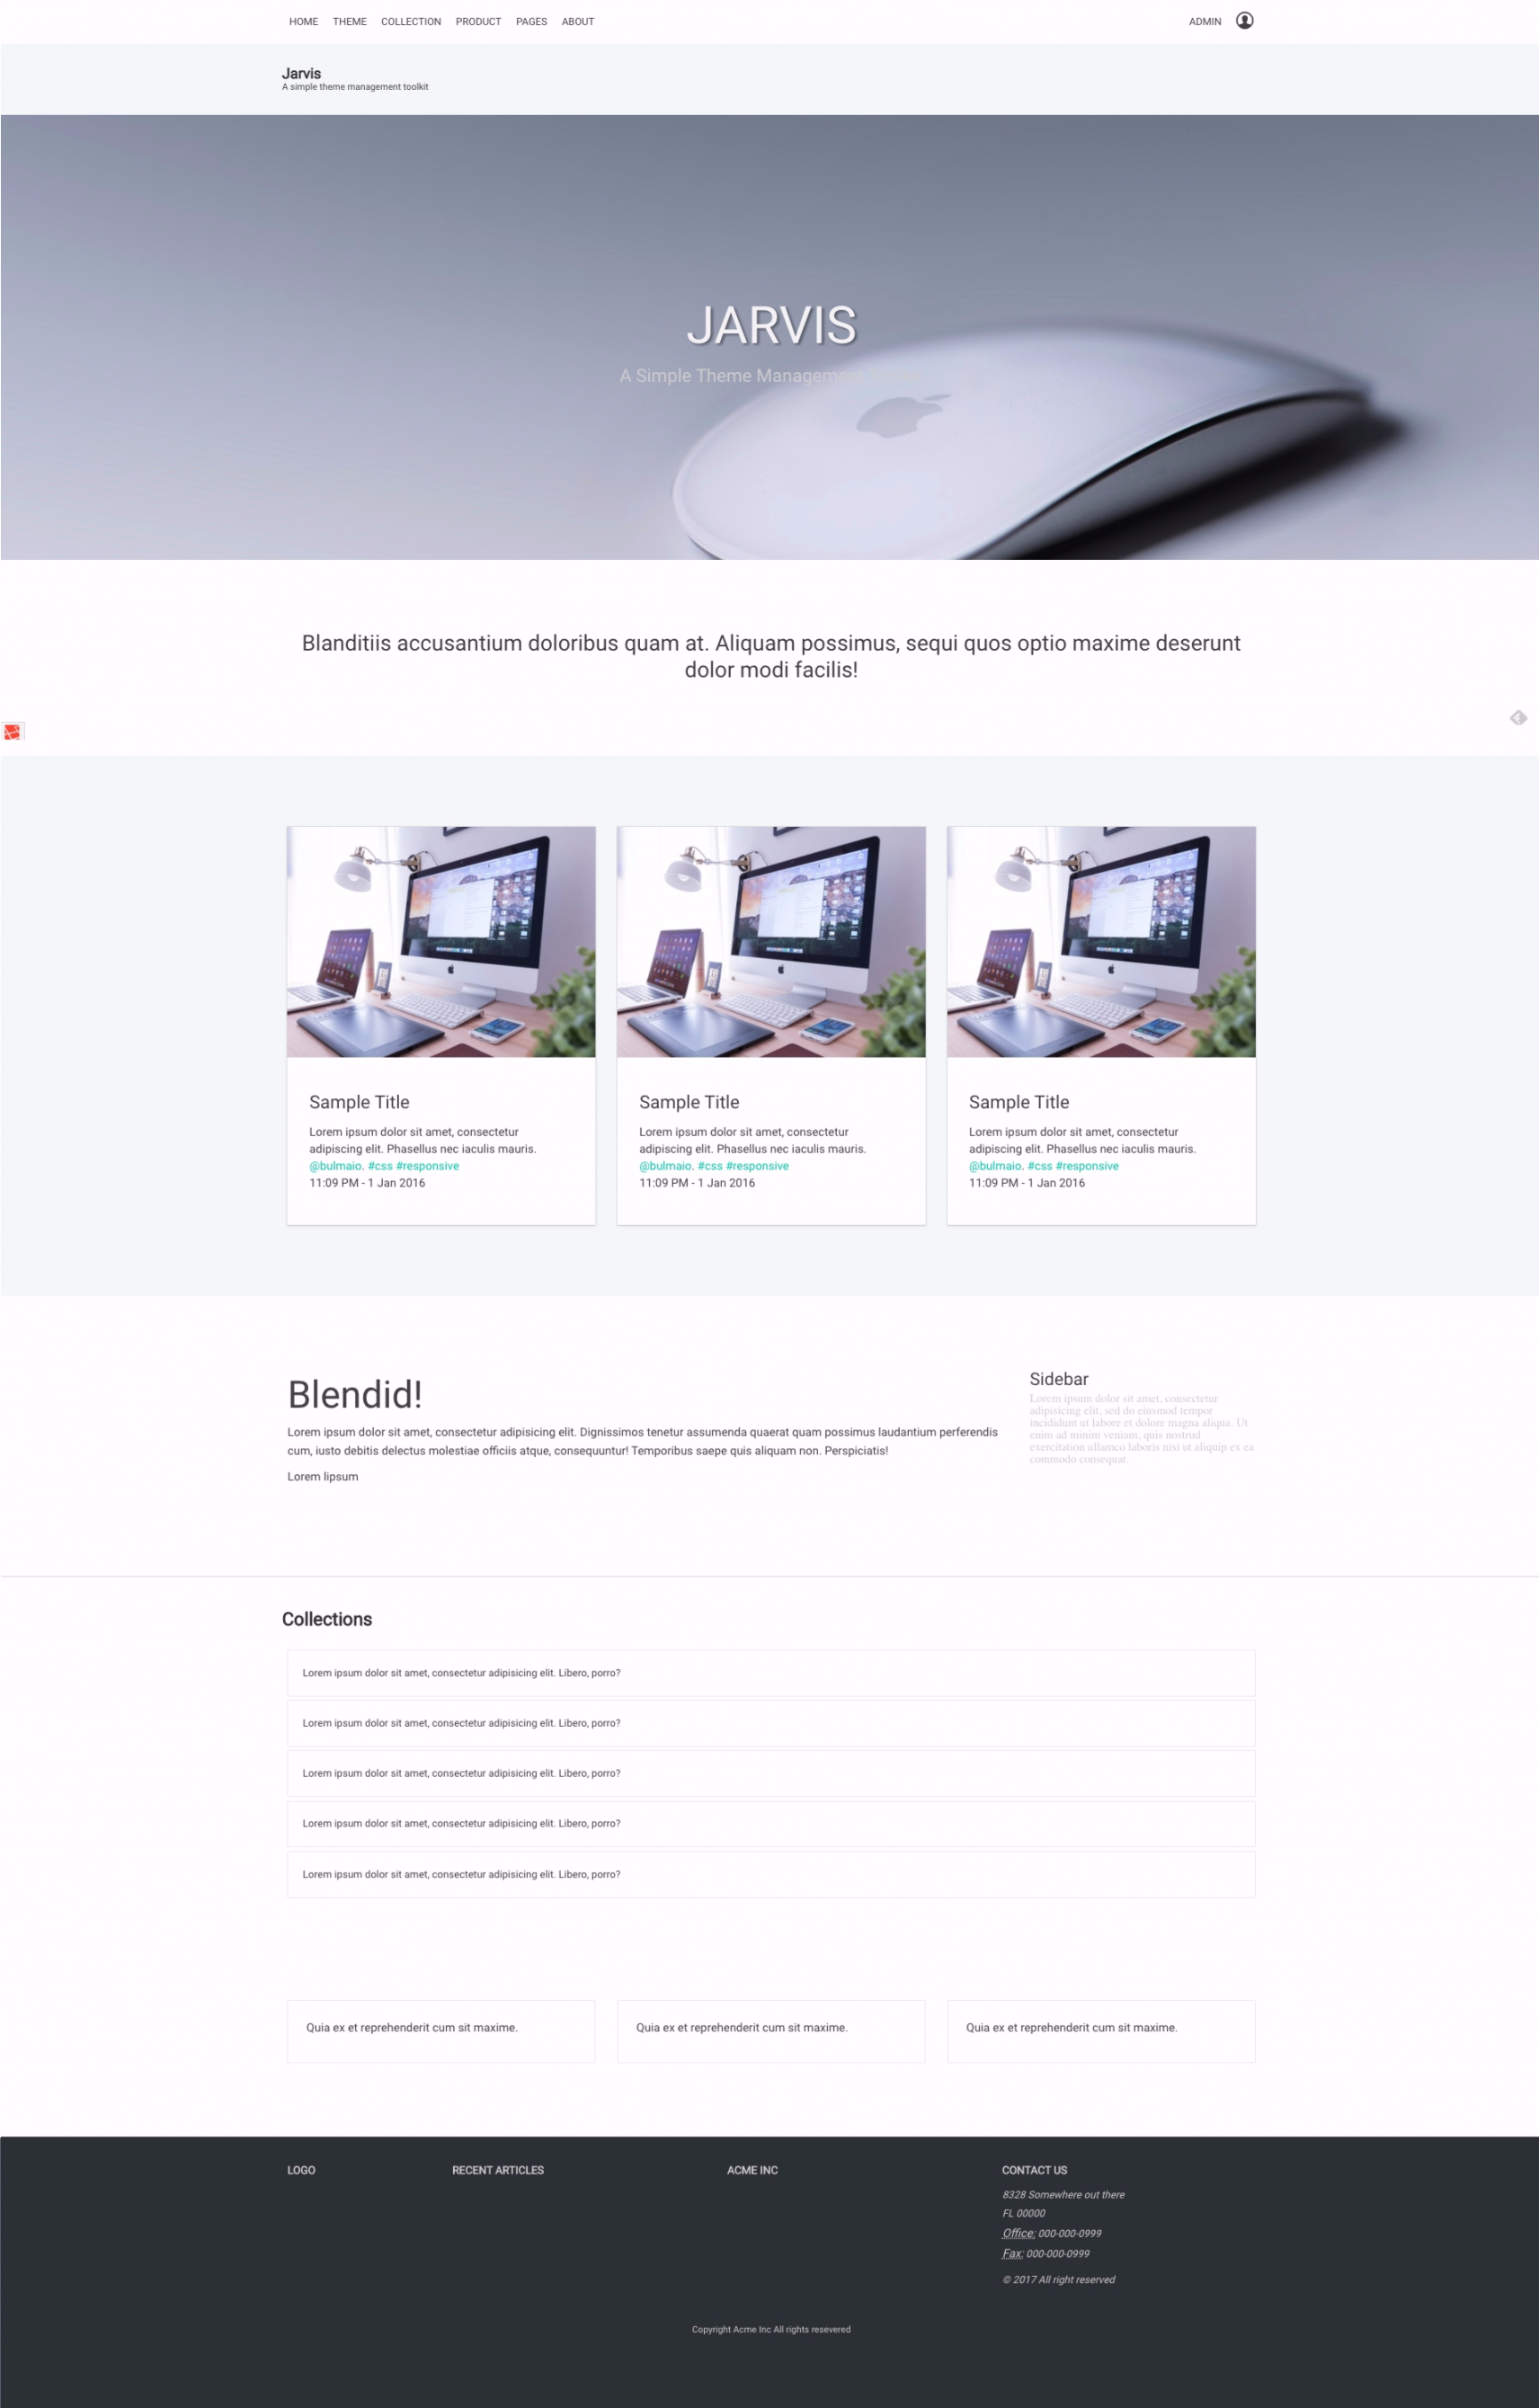 HOME THEME COLLECTION PRODUCT PAGES ABOUT ADMIN
Jarvis
A simple theme management toolkit
JARVIS
A Simple Theme Management
Blanditiis accusantium doloribus quam at. Aliquam possimus, sequi quos optio maxime deserunt
dolor modi facilis!
Sample Title
Lorem ipsum dolor sit amet, consectetur
adipiscing elit. Phasellus nec iaculis mauris.
@bulmaio. #css #responsive
11:09 PM - 1 Jan 2016
Sample Title
Lorem ipsum dolor sit amet, consectetur
adipiscing elit. Phasellus nec iaculis mauris.
@bulmaio. #css #responsive
11:09 PM - 1 Jan 2016
Sample Title
Lorem ipsum dolor sit amet, consectetur
adipiscing elit. Phasellus nec iaculis mauris.
@bulmaio. #css #responsive
11:09 PM - 1 Jan 2016
Blendid!
Lorem ipsum dolor sit amet, consectetur adipisicing elit. Dignissimos tenetur assumenda quaerat quam possimus laudantium perferendis
cum, iusto debitis delectus molestiae officiis atque, consequuntur! Temporibus saepe quis aliquam non. Perspiciatis!
Lorem lipsum
Sidebar
Lorem ipsum dolor sit amet, consectetur
adipisicing elit, sed do eiusmod tempor
incididunt ut labore et dolore magna aliqua. Ut
enim ad minim veniam, quis nostrud
exercitation ullamco laboris nisi ut aliquip ex ea
commodo consequat.
Collections
Lorem ipsum dolor sit amet, consectetur adipisicing elit. Libero, porro?
Lorem ipsum dolor sit amet, consectetur adipisicing elit. Libero, porro?
Lorem ipsum dolor sit amet, consectetur adipisicing elit. Libero, porro?
Lorem ipsum dolor sit amet, consectetur adipisicing elit. Libero, porro?
Lorem ipsum dolor sit amet, consectetur adipisicing elit. Libero, porro?
Quia ex et reprehenderit cum sit maxime.
Quia ex et reprehenderit cum sit maxime.
Quia ex et reprehenderit cum sit maxime.
LOGO
RECENT ARTICLES
ACME INC
CONTACT US
8328 Somewhere out there
FL 00000
Office: 000-000-0999
Fax: 000-000-0999
© 2017 All right reserved
Copyright Acme Inc All rights resevered